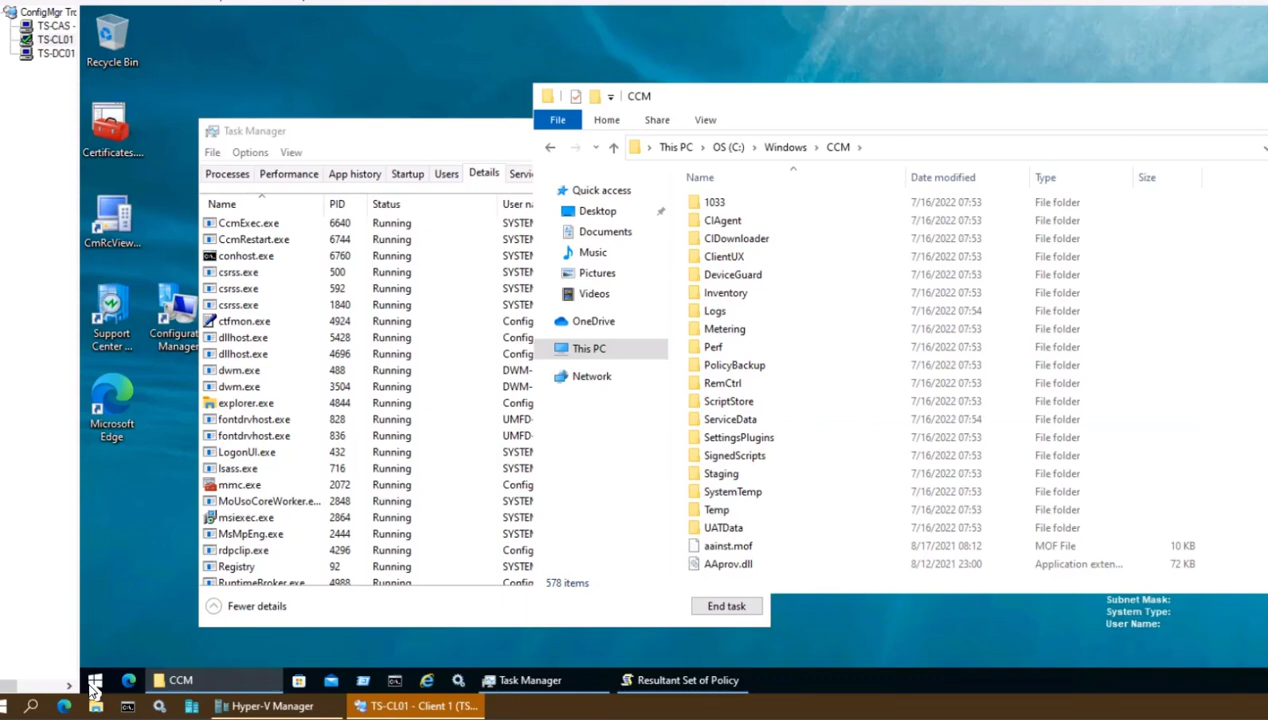 ConfigMgr Tro
TS-CAS -
TS-CL01
TS-DC01
Recycle Bin
Certificates....
CmRcView...
Support
Center ...
Configurat
Manager
Microsoft
Edge
Task Manager
File Options View
Processes Performance App history Startup Users Details Servi
Name PID Status User n
CcmExec.exe 6640 Running SYSTEM
CcmRestart.exe 6744 Running SYSTEM
conhost.exe 6760 Running SYSTEM
csrss.exe 500 Running SYSTEM
csrss.exe 592 Running SYSTEM
csrss.exe 1840 Running SYSTEM
ctfmon.exe 4924 Running Config
dllhost.exe 5428 Running Config
dllhost.exe 4696 Running Config
dwm.exe 488 Running DWM-
dwm.exe 3504 Running DWM-
explorer.exe 4844 Running Config
fontdrvhost.exe 828 Running UMFD
fontdrvhost.exe 836 Running UMFD
LogonUI.exe 432 Running SYSTEM
lsass.exe 716 Running SYSTEM
mmc.exe 2072 Running Config
MoUsoCoreWorker.e... 2848 Running SYSTEM
msiexec.exe 2864 Running SYSTEM
MsMpEng.exe 2444 Running SYSTEM
rdpclip.exe 4296 Running Config
Registry 92 Running SYSTEM
RuntimeBroker.exe 4988 Running Config
Fewer details
End task
CCM
File Home Share View
This PC OS (C:) Windows CCM
Quick access
Desktop
Documents
Music
Pictures
Videos
OneDrive
This PC
Network
Name Date modified Type Size
1033 7/16/2022 07:53 File folder
CIAgent 7/16/2022 07:53 File folder
CIDownloader 7/16/2022 07:53 File folder
ClientUX 7/16/2022 07:53 File folder
DeviceGuard 7/16/2022 07:53 File folder
Inventory 7/16/2022 07:53 File folder
Logs 7/16/2022 07:54 File folder
Metering 7/16/2022 07:53 File folder
Perf 7/16/2022 07:53 File folder
PolicyBackup 7/16/2022 07:53 File folder
RemCtrl 7/16/2022 07:53 File folder
ScriptStore 7/16/2022 07:53 File folder
ServiceData 7/16/2022 07:54 File folder
SettingsPlugins 7/16/2022 07:53 File folder
SignedScripts 7/16/2022 07:53 File folder
Staging 7/16/2022 07:53 File folder
SystemTemp 7/16/2022 07:53 File folder
Temp 7/16/2022 07:53 File folder
UATData 7/16/2022 07:53 File folder
aainst.mof 8/17/2021 08:12 MOF File 10 KB
AAprov.dll 8/12/2021 23:00 Application exten... 72 KB
578 items
Subnet Mask:
System Type:
User Name:
CCM Task Manager Resultant Set of Policy
Hyper-V Manager TS-CL01 - Client 1 (TS...